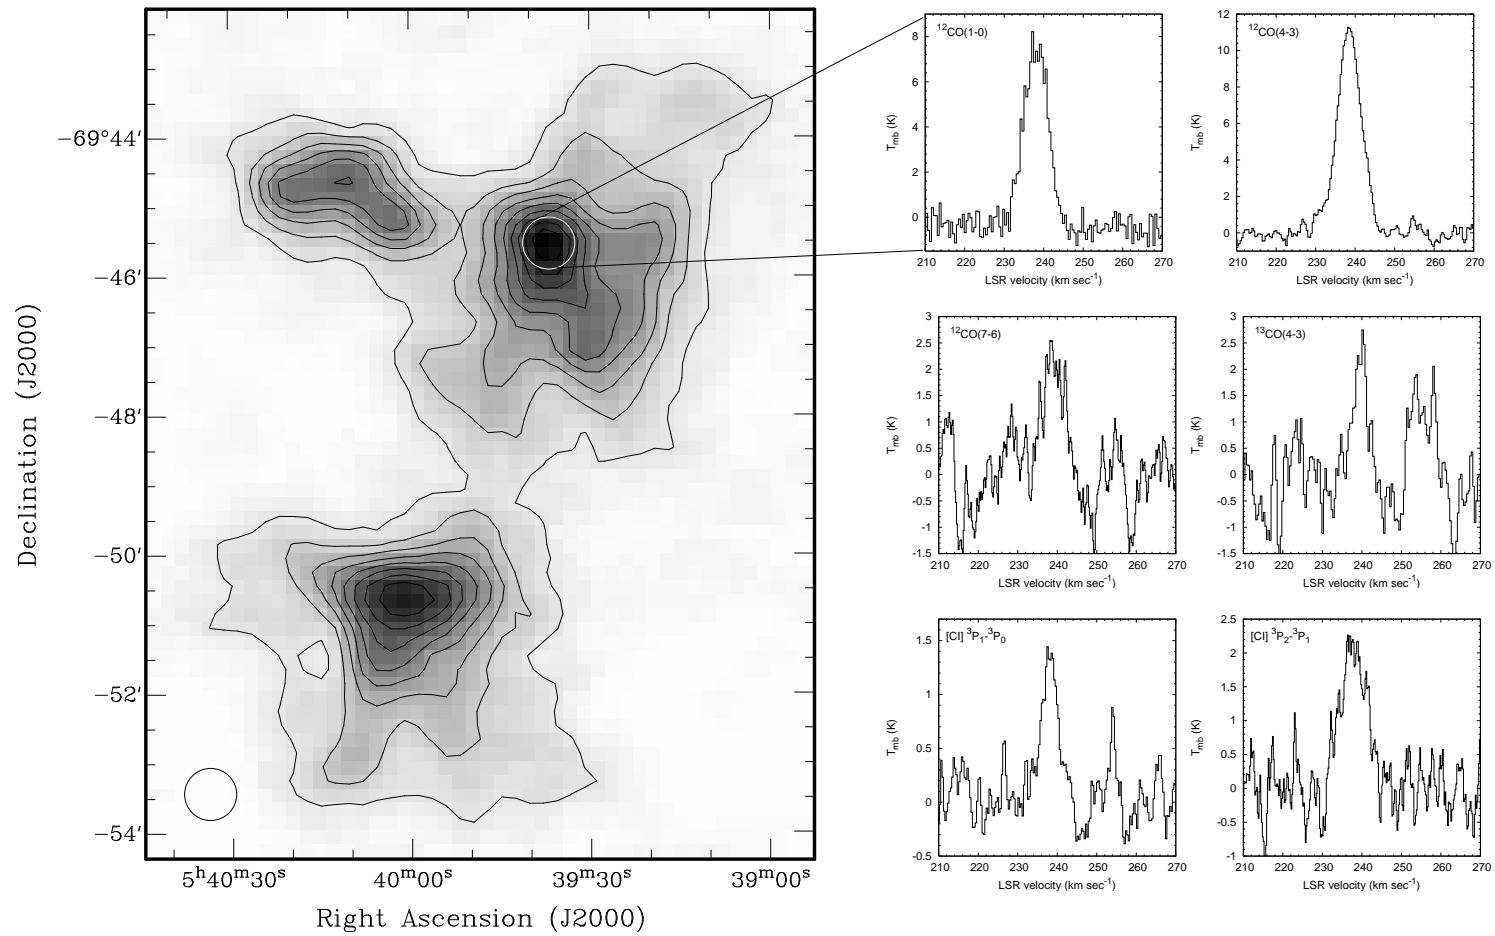 −69°44′
−46′
−48′
−50′
−52′
−54′
Declination (J2000)
5h40m30s
40m00s
39m30s
39m00s
Right Ascension (J2000)
12CO(1-0)
Tmb (K)
8
6
4
2
0
210 220 230 240 250 260 270
LSR velocity (km sec-1)
12CO(4-3)
Tmb (K)
12
10
8
6
4
2
0
210 220 230 240 250 260 270
LSR velocity (km sec-1)
12CO(7-6)
Tmb (K)
3
2.5
2
1.5
1
0.5
0
-0.5
-1
-1.5
210 220 230 240 250 260 270
LSR velocity (km sec-1)
13CO(4-3)
Tmb (K)
3
2.5
2
1.5
1
0.5
0
-0.5
-1
-1.5
210 220 230 240 250 260 270
LSR velocity (km sec-1)
[CI] 3P1-3P0
Tmb (K)
1.5
1
0.5
0
-0.5
210 220 230 240 250 260 270
LSR velocity (km sec-1)
[CI] 3P2-3P1
Tmb (K)
2.5
2
1.5
1
0.5
0
-0.5
-1
210 220 230 240 250 260 270
LSR velocity (km sec-1)